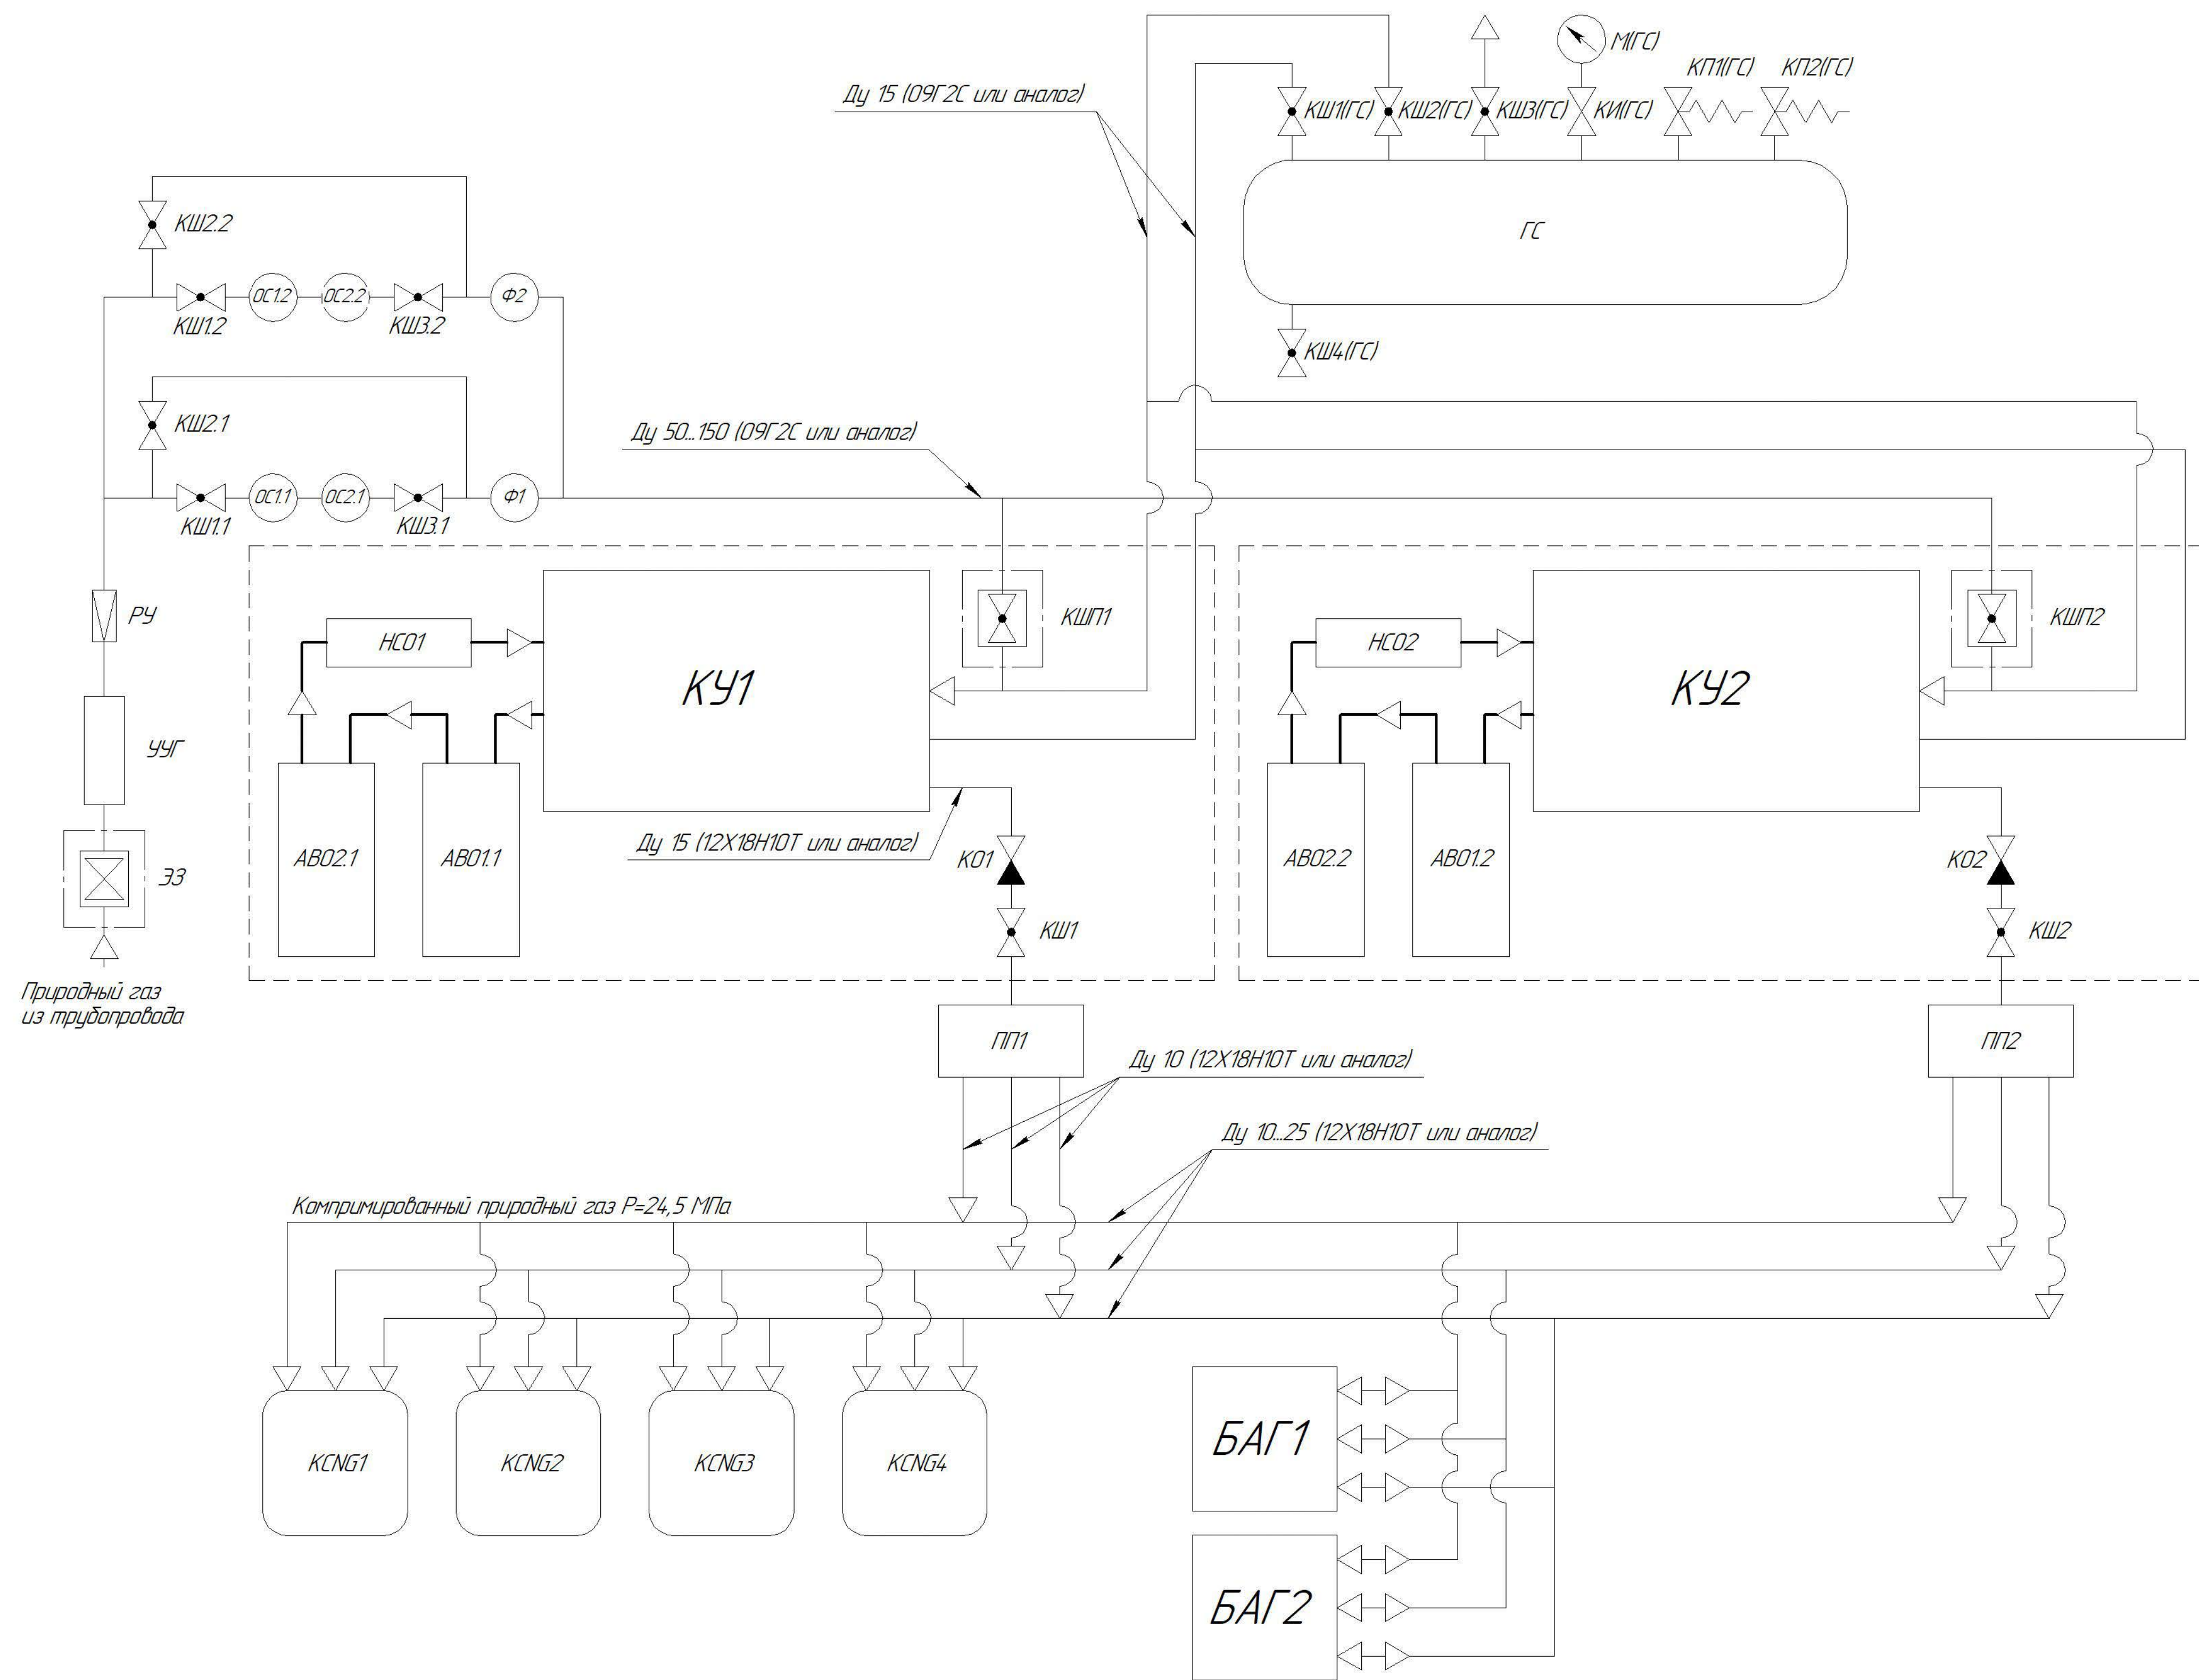 М(ГС)
КП1(ГС)
КП2(ГС)
Ду 15 (09Г2С или аналог)
КШ1(ГС)
КШ2(ГС)
КШ3(ГС)
КИ(ГС)
КШ2.2
ГС
ОС1.2
ОС2.2
Ф2
КШ1.2
КШ3.2
КШ4(ГС)
КШ2.1
Ду 50...150 (09Г2С или аналог)
ОС1.1
ОС2.1
Ф1
КШ1.1
КШ3.1
РУ
НСО1
КУ1
КШП1
НСО2
КУ2
КШП2
УУГ
Ду 15 (12Х18Н10Т или аналог)
АВО2.1
АВО1.1
КО1
АВО2.2
АВО1.2
КО2
ЭЗ
КШ1
КШ2
Природный газ
из трубопровода
ПП1
ПП2
Ду 10 (12Х18Н10Т или аналог)
Ду 10...25 (12Х18Н10Т или аналог)
Компримированный природный газ Р=24,5 МПа
KCNG1
KCNG2
KCNG3
KCNG4
БАГ1
БАГ2